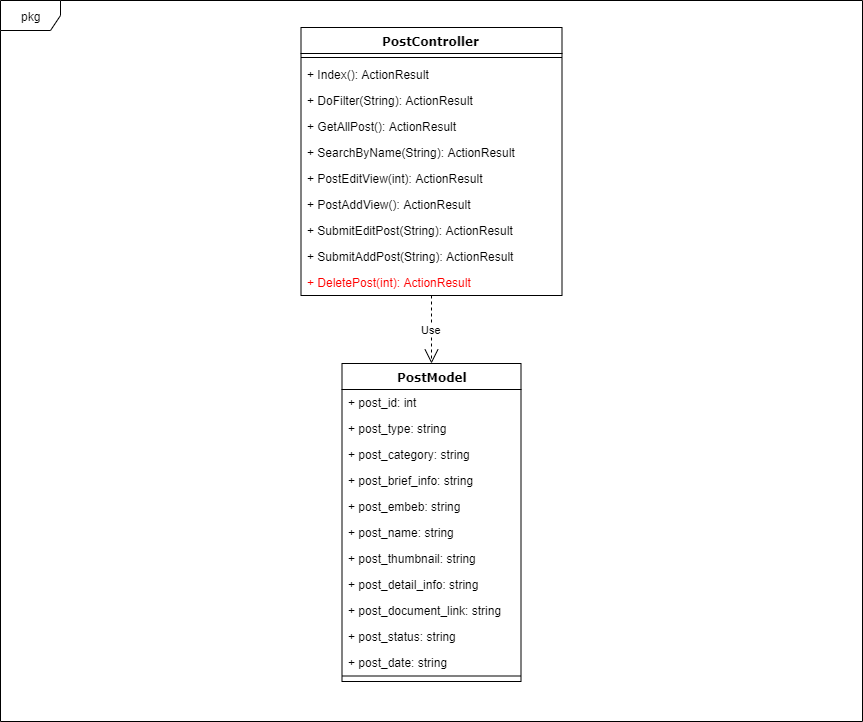 pkg
PostController
+ Index(): ActionResult
+ DoFilter(String): ActionResult
+ GetAllPost(): ActionResult
+ SearchByName(String): ActionResult
+ PostEditView(int): ActionResult
+ PostAddView(): ActionResult
+ SubmitEditPost(String): ActionResult
+ SubmitAddPost(String): ActionResult
+ DeletePost(int): ActionResult
Use
PostModel
+ post_id: int
+ post_type: string
+ post_category: string
+ post_brief_info: string
+ post_embeb: string
+ post_name: string
+ post_thumbnail: string
+ post_detail_info: string
+ post_document_link: string
+ post_status: string
+ post_date: string